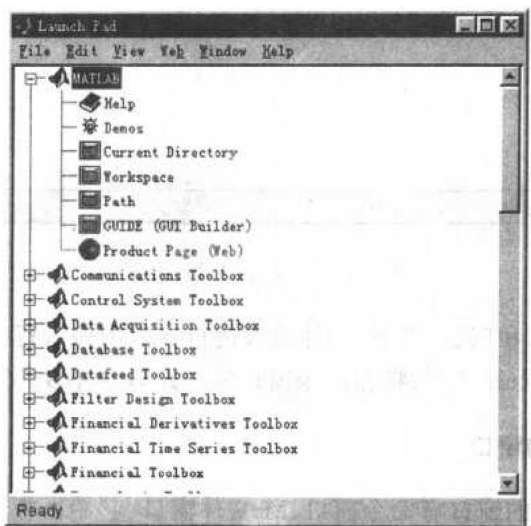 Launch Pad
File Edit View Web Window Help
MATLAB
Help
Demos
Current Directory
Workspace
Path
GUIDE (GUI Builder)
Product Page (Web)
Communications Toolbox
Control System Toolbox
Data Acquisition Toolbox
Database Toolbox
Datafeed Toolbox
Filter Design Toolbox
Financial Derivatives Toolbox
Financial Time Series Toolbox
Financial Toolbox
Ready